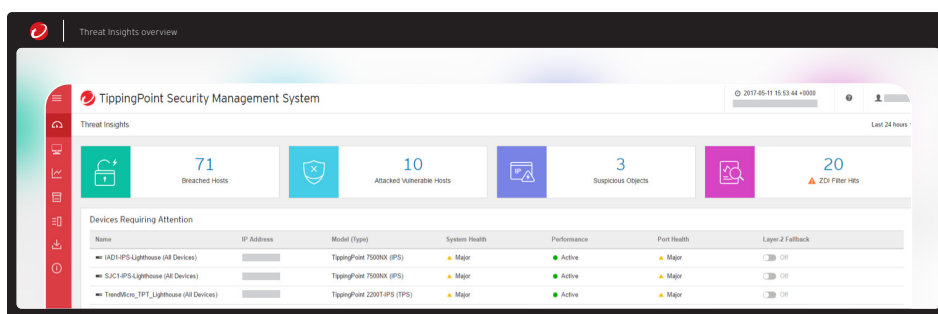 Threat Insights overview
TippingPoint Security Management System
2017-05-11 15:53:44 +0000
Threat Insights
Last 24 hours
71
Breached Hosts
10
Attacked Vulnerable Hosts
IP
3
Suspicious Objects
20
ZDI Filter Hits
Devices Requiring Attention
Name IP Address Model (Type) System Health Performance Port Health Layer-2 Fallback
IAD1-IPS-Lighthouse (All Devices) TippingPoint 7500NX (IPS) Major Active Major Off
SJC1-IPS-Lighthouse (All Devices) TippingPoint 7500NX (IPS) Major Active Major Off
TrendMicro_TPT_Lighthouse (All Devices) TippingPoint 2200T-IPS (TPS) Major Active Major Off